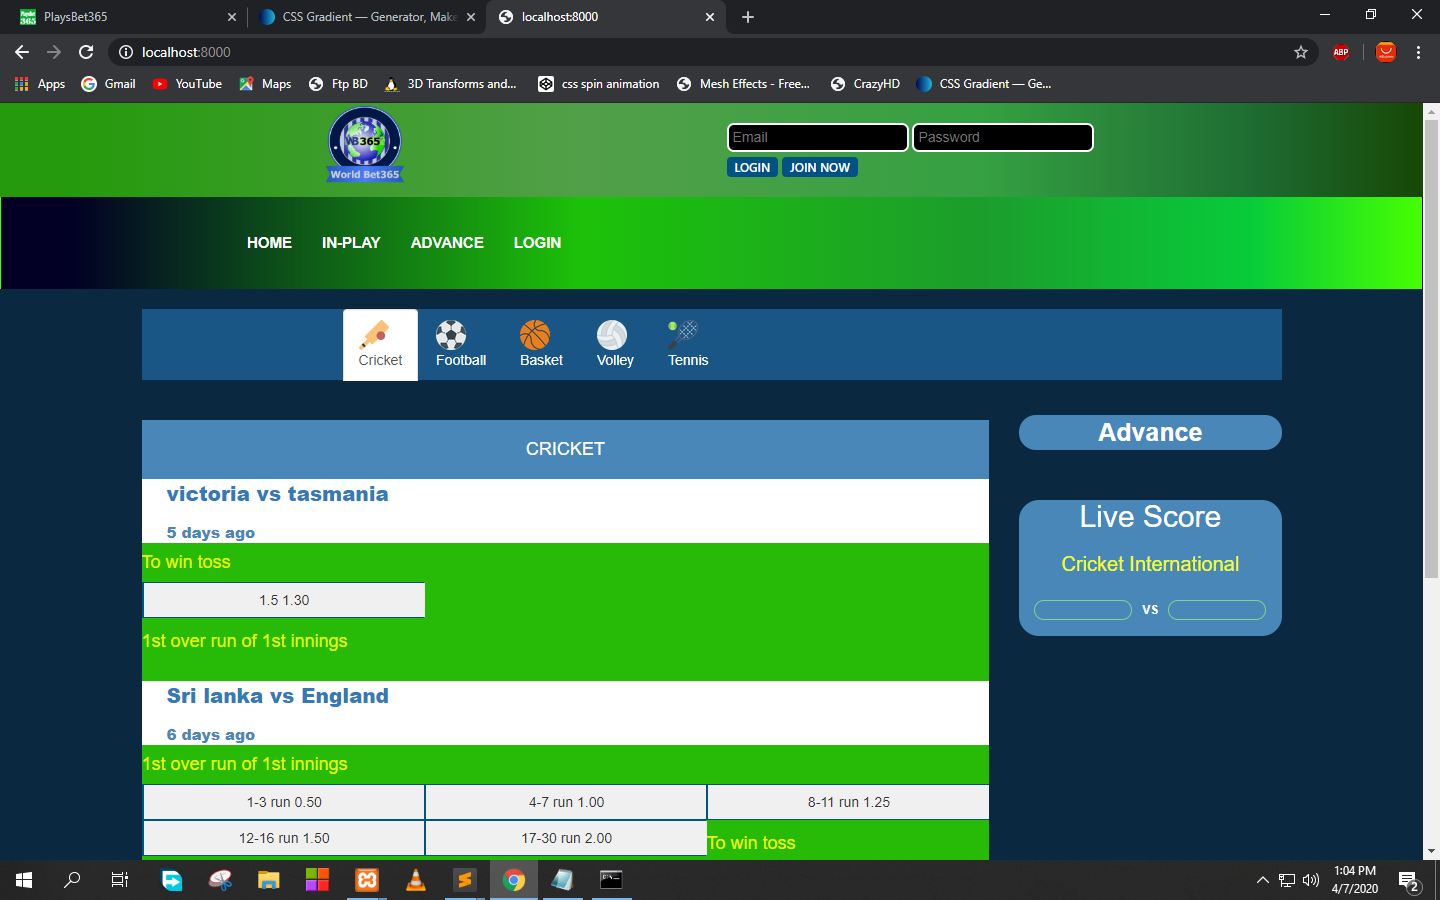 PlaysBet365
CSS Gradient — Generator, Make
localhost:8000
localhost:8000
ABP
Apps
Gmail
YouTube
Maps
Ftp BD
3D Transforms and...
css spin animation
Mesh Effects - Free...
CrazyHD
CSS Gradient — Ge...
WB365
World Bet365
Email
Password
LOGIN
JOIN NOW
HOME
IN-PLAY
ADVANCE
LOGIN
Cricket
Football
Basket
Volley
Tennis
CRICKET
victoria vs tasmania
5 days ago
To win toss
1.5 1.30
1st over run of 1st innings
Sri lanka vs England
6 days ago
1st over run of 1st innings
1-3 run 0.50
4-7 run 1.00
8-11 run 1.25
12-16 run 1.50
17-30 run 2.00
To win toss
Advance
Live Score
Cricket International
VS
1:04 PM
4/7/2020
2